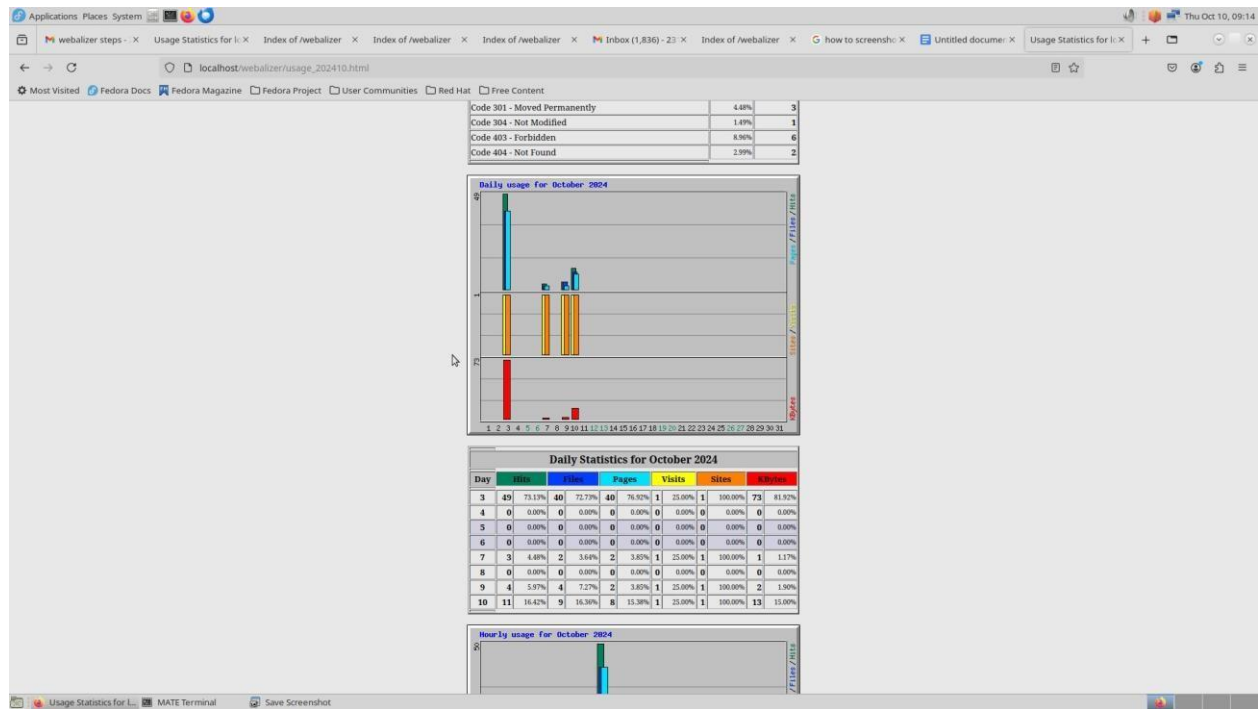 Applications Places System Thu Oct 10, 09:14
webalizer steps - Usage Statistics for lo Index of /webalizer Index of /webalizer Index of /webalizer Inbox (1,836) - 23 Index of /webalizer how to screensho Untitled documen Usage Statistics for lo
localhost/webalizer/usage_202410.html
Most Visited Fedora Docs Fedora Magazine Fedora Project User Communities Red Hat Free Content
Code 301 - Moved Permanently 4.48% 3
Code 304 - Not Modified 1.49% 1
Code 403 - Forbidden 8.96% 6
Code 404 - Not Found 2.99% 2
Daily usage for October 2024
49
Pages / Files / Hits
1
Sites / Visits
73
KBytes
1 2 3 4 5 6 7 8 9 10 11 12 13 14 15 16 17 18 19 20 21 22 23 24 25 26 27 28 29 30 31
Daily Statistics for October 2024
Day Hits Files Pages Visits Sites KBytes
3 49 73.13% 40 72.73% 40 76.92% 1 25.00% 1 100.00% 73 81.92%
4 0 0.00% 0 0.00% 0 0.00% 0 0.00% 0 0.00% 0 0.00%
5 0 0.00% 0 0.00% 0 0.00% 0 0.00% 0 0.00% 0 0.00%
6 0 0.00% 0 0.00% 0 0.00% 0 0.00% 0 0.00% 0 0.00%
7 3 4.48% 2 3.64% 2 3.85% 1 25.00% 1 100.00% 1 1.17%
8 0 0.00% 0 0.00% 0 0.00% 0 0.00% 0 0.00% 0 0.00%
9 4 5.97% 4 7.27% 2 3.85% 1 25.00% 1 100.00% 2 1.90%
10 11 16.42% 9 16.36% 8 15.38% 1 25.00% 1 100.00% 13 15.00%
Hourly usage for October 2024
50
/ Files / Hits
Usage Statistics for l... MATE Terminal Save Screenshot